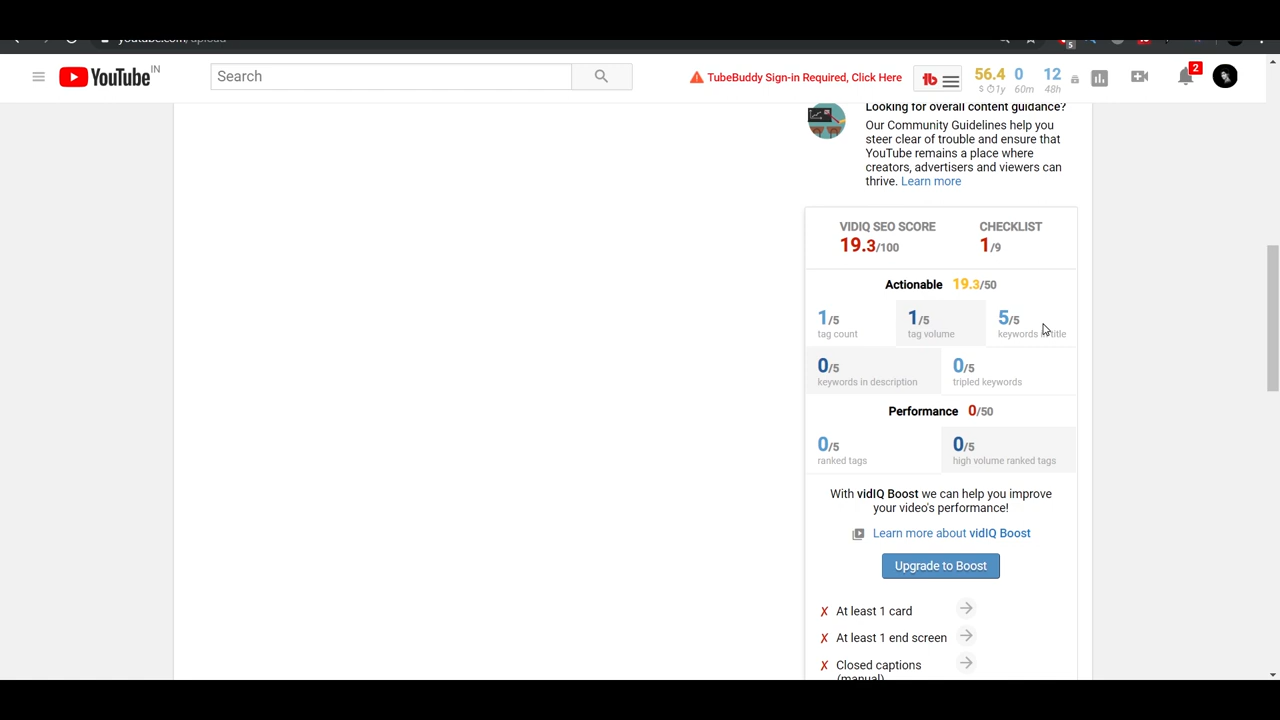 YouTube IN
Search
TubeBuddy Sign-in Required, Click Here
56.4 0 12
$ 1y 60m 48h
2
5
Looking for overall content guidance?
Our Community Guidelines help you
steer clear of trouble and ensure that
YouTube remains a place where
creators, advertisers and viewers can
thrive. Learn more
VIDIQ SEO SCORE CHECKLIST
19.3/100 1/9
Actionable 19.3/50
1/5 1/5 5/5
tag count tag volume keywords in title
0/5 0/5
keywords in description tripled keywords
Performance 0/50
0/5 0/5
ranked tags high volume ranked tags
With vidIQ Boost we can help you improve
your video's performance!
Learn more about vidIQ Boost
Upgrade to Boost
✗ At least 1 card
✗ At least 1 end screen
✗ Closed captions
(manual)